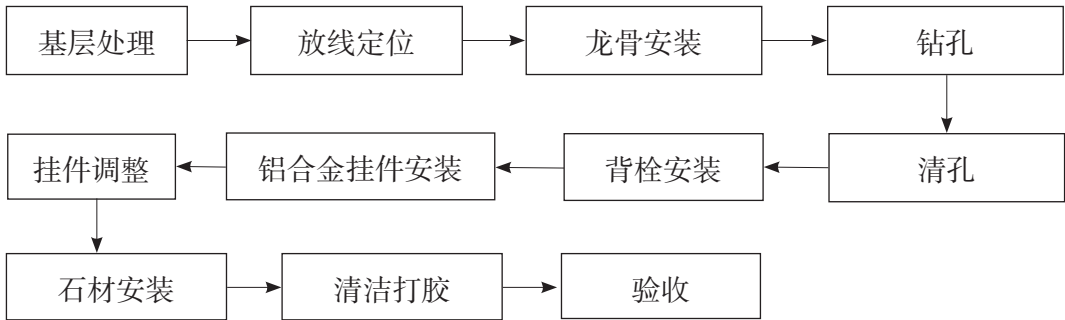 基层处理
放线定位
龙骨安装
钻孔
清孔
背栓安装
铝合金挂件安装
挂件调整
石材安装
清洁打胶
验收